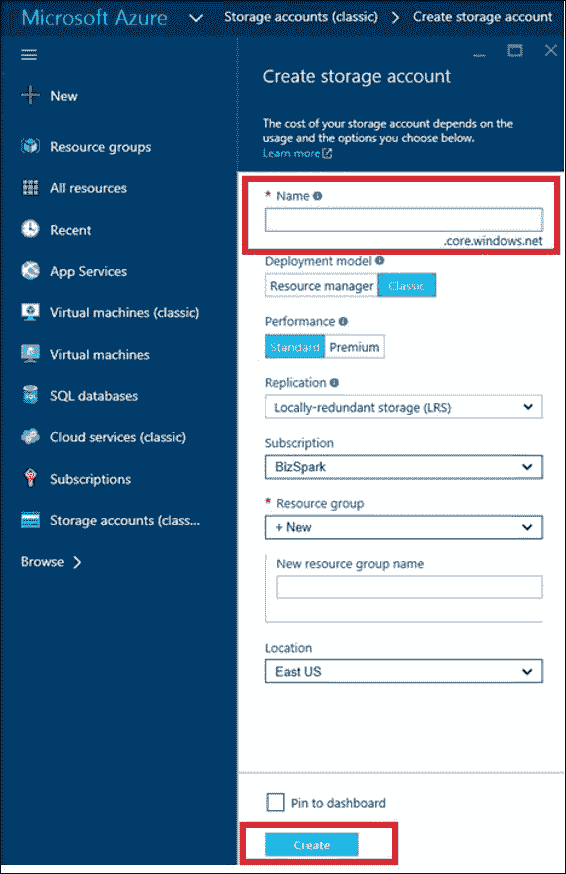 Microsoft Azure
Storage accounts (classic)
Create storage account
New
Resource groups
All resources
Recent
App Services
Virtual machines (classic)
Virtual machines
SQL databases
Cloud services (classic)
Subscriptions
Storage accounts (class...
Browse
Create storage account
The cost of your storage account depends on the
usage and the options you choose below.
Learn more
* Name
.core.windows.net
Deployment model
Resource manager Classic
Performance
Standard Premium
Replication
Locally-redundant storage (LRS)
Subscription
BizSpark
* Resource group
+ New
New resource group name
Location
East US
Pin to dashboard
Create